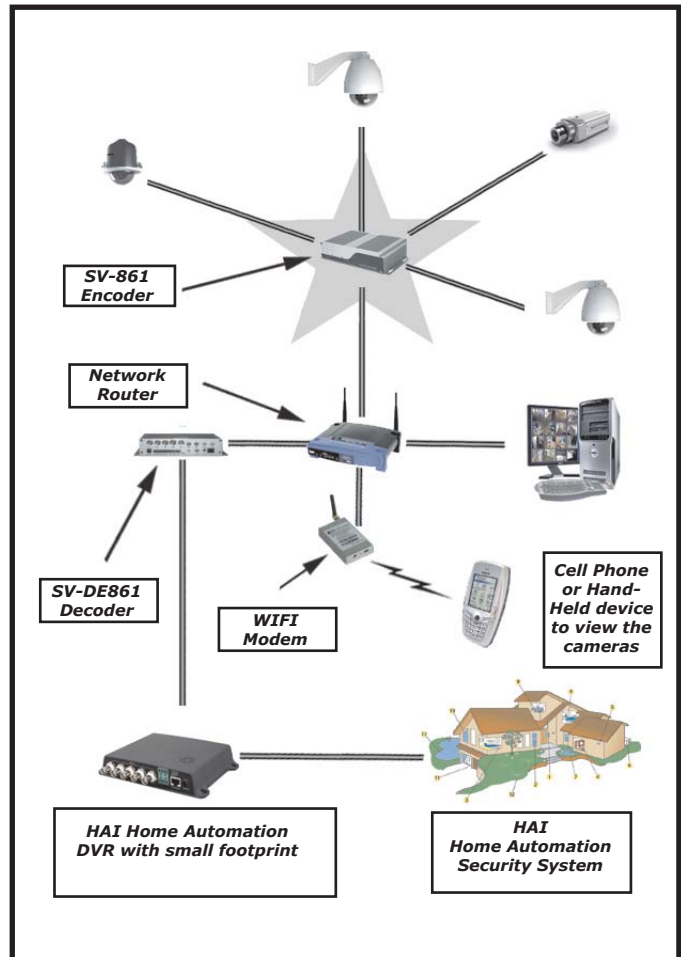 SV-861
Encoder
Network
Router
SV-DE861
Decoder
WIFI
Modem
Cell Phone
or Hand-
Held device
to view the
cameras
HAI Home Automation
DVR with small footprint
HAI
Home Automation
Security System